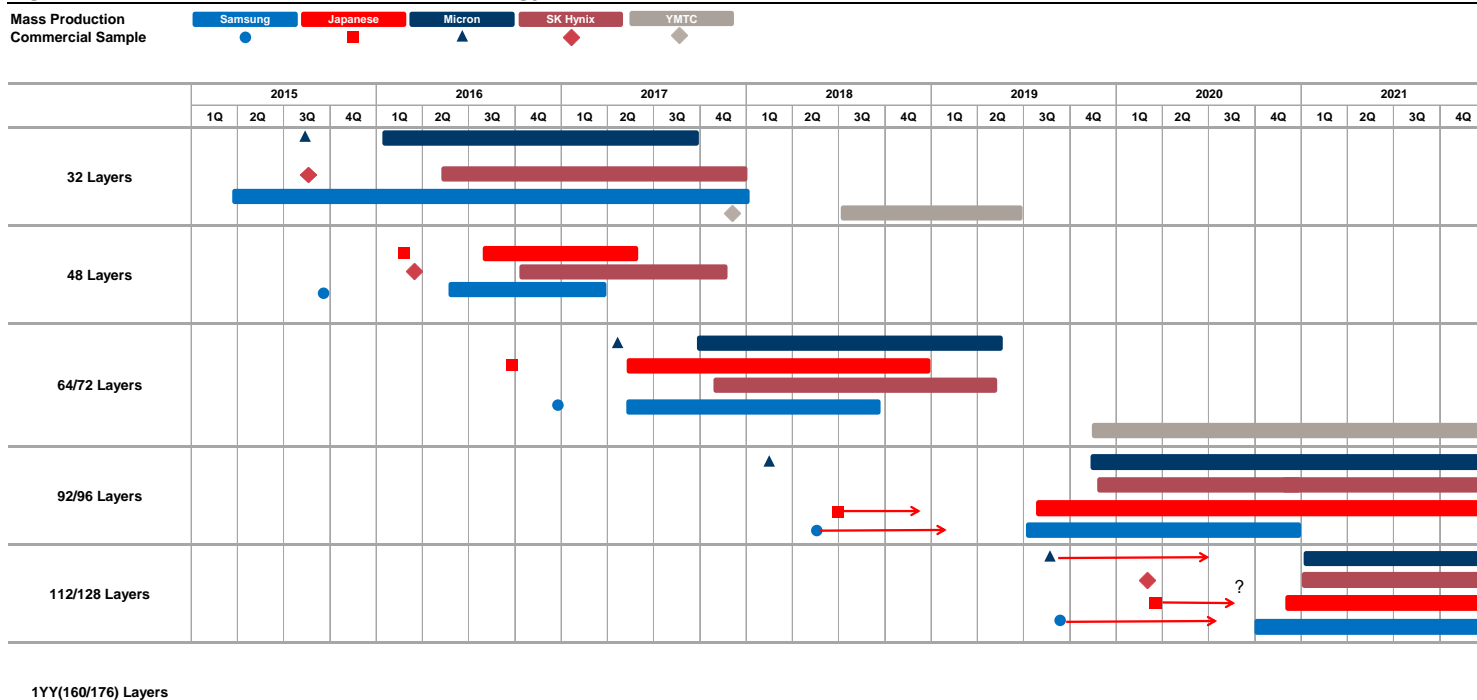 Mass Production Samsung Japanese Micron SK Hynix YMTC
Commercial Sample
2015 2016 2017 2018 2019 2020 2021
1Q 2Q 3Q 4Q 1Q 2Q 3Q 4Q 1Q 2Q 3Q 4Q 1Q 2Q 3Q 4Q 1Q 2Q 3Q 4Q 1Q 2Q 3Q 4Q 1Q 2Q 3Q 4Q
32 Layers
48 Layers
64/72 Layers
92/96 Layers
?
112/128 Layers
1YY(160/176) Layers